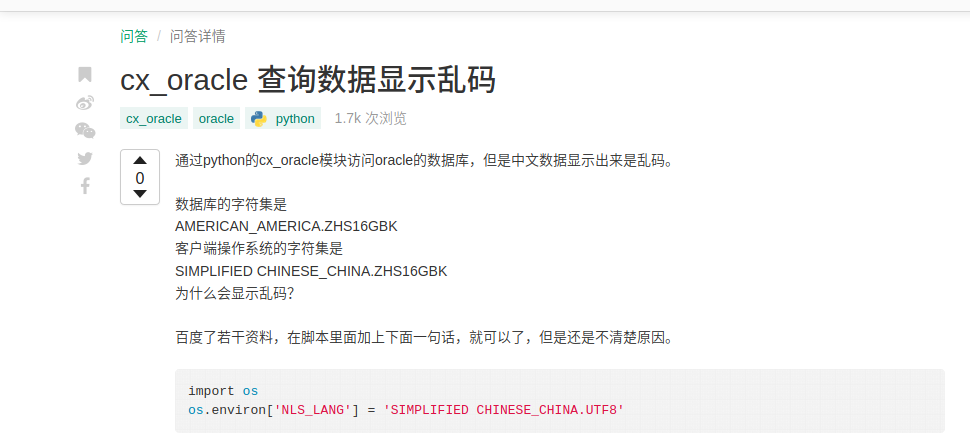 问答 / 问答详情
cx_oracle 查询数据显示乱码
cx_oracle oracle python 1.7k 次浏览
0
通过python的cx_oracle模块访问oracle的数据库，但是中文数据显示出来是乱码。
数据库的字符集是
AMERICAN_AMERICA.ZHS16GBK
客户端操作系统的字符集是
SIMPLIFIED CHINESE_CHINA.ZHS16GBK
为什么会显示乱码？
百度了若干资料，在脚本里面加上下面一句话，就可以了，但是还是不清楚原因。
import os
os.environ['NLS_LANG'] = 'SIMPLIFIED CHINESE_CHINA.UTF8'